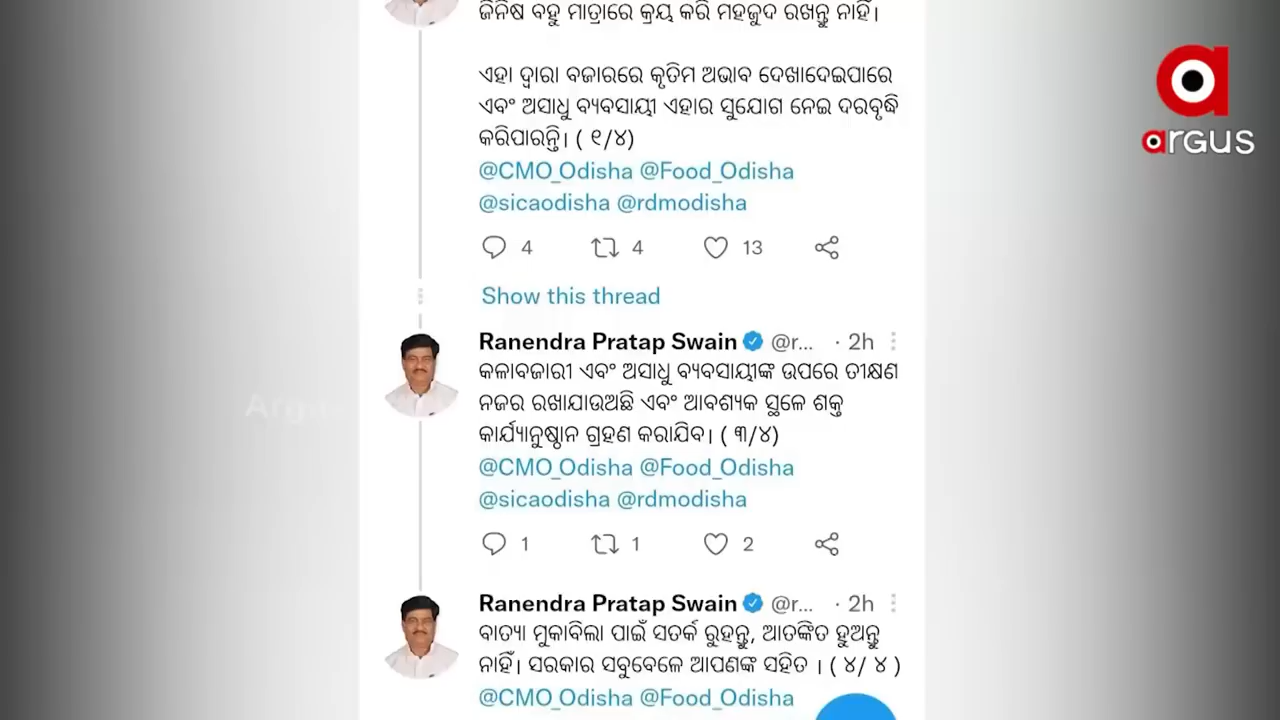 ଜିନିଷ ବହୁ ମାତ୍ରାରେ କ୍ରୟ କରି ମହଜୁଦ ରଖନ୍ତୁ ନାହିଁ।
ଏହା ଦ୍ୱାରା ବଜାରରେ କୃତିମ ଅଭାବ ଦେଖାଦେଇପାରେ
ଏବଂ ଅସାଧୁ ବ୍ୟବସାୟୀ ଏହାର ସୁଯୋଗ ନେଇ ଦରବୃଦ୍ଧି
କରିପାରନ୍ତି। ( ୧/୪)
@CMO_Odisha @Food_Odisha
@sicaodisha @rdmodisha
4 4 13
Show this thread
Ranendra Pratap Swain @r... · 2h
କଳାବଜାରୀ ଏବଂ ଅସାଧୁ ବ୍ୟବସାୟୀଙ୍କ ଉପରେ ତୀକ୍ଷଣ
ନଜର ରଖାଯାଉଅଛି ଏବଂ ଆବଶ୍ୟକ ସ୍ଥଳେ ଶକ୍ତ
କାର୍ଯ୍ୟାନୁଷ୍ଠାନ ଗ୍ରହଣ କରାଯିବ। ( ୩/୪)
@CMO_Odisha @Food_Odisha
@sicaodisha @rdmodisha
1 1 2
Ranendra Pratap Swain @r... · 2h
ବାତ୍ୟା ମୁକାବିଲା ପାଇଁ ସତର୍କ ରୁହନ୍ତୁ, ଆତଙ୍କିତ ହୁଅନ୍ତୁ
ନାହିଁ। ସରକାର ସବୁବେଳେ ଆପଣଙ୍କ ସହିତ । ( ୪/ ୪ )
@CMO_Odisha @Food_Odisha
argus